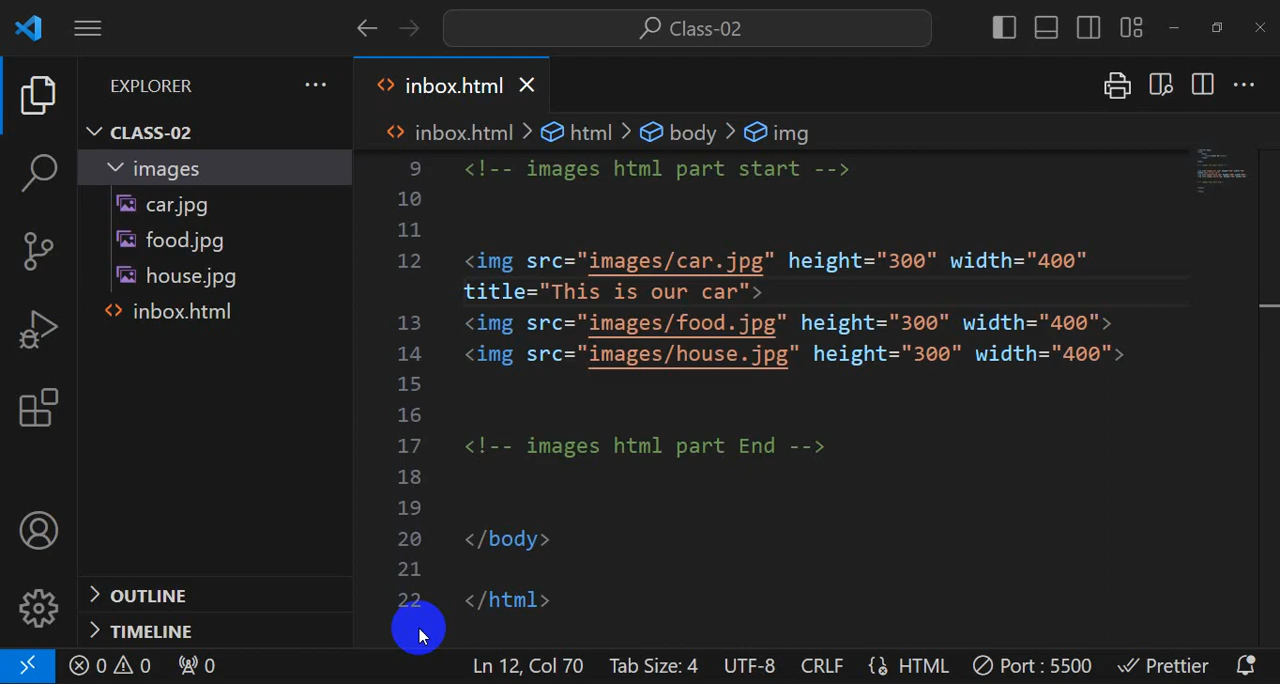 Class-02
EXPLORER
CLASS-02
images
car.jpg
food.jpg
house.jpg
inbox.html
OUTLINE
TIMELINE
inbox.html
inbox.html > html > body > img
9 <!-- images html part start -->
10
11
12 <img src="images/car.jpg" height="300" width="400"
title="This is our car">
13 <img src="images/food.jpg" height="300" width="400">
14 <img src="images/house.jpg" height="300" width="400">
15
16
17 <!-- images html part End -->
18
19
20 </body>
21
22 </html>
0 0 0 Ln 12, Col 70 Tab Size: 4 UTF-8 CRLF {} HTML Port : 5500 Prettier